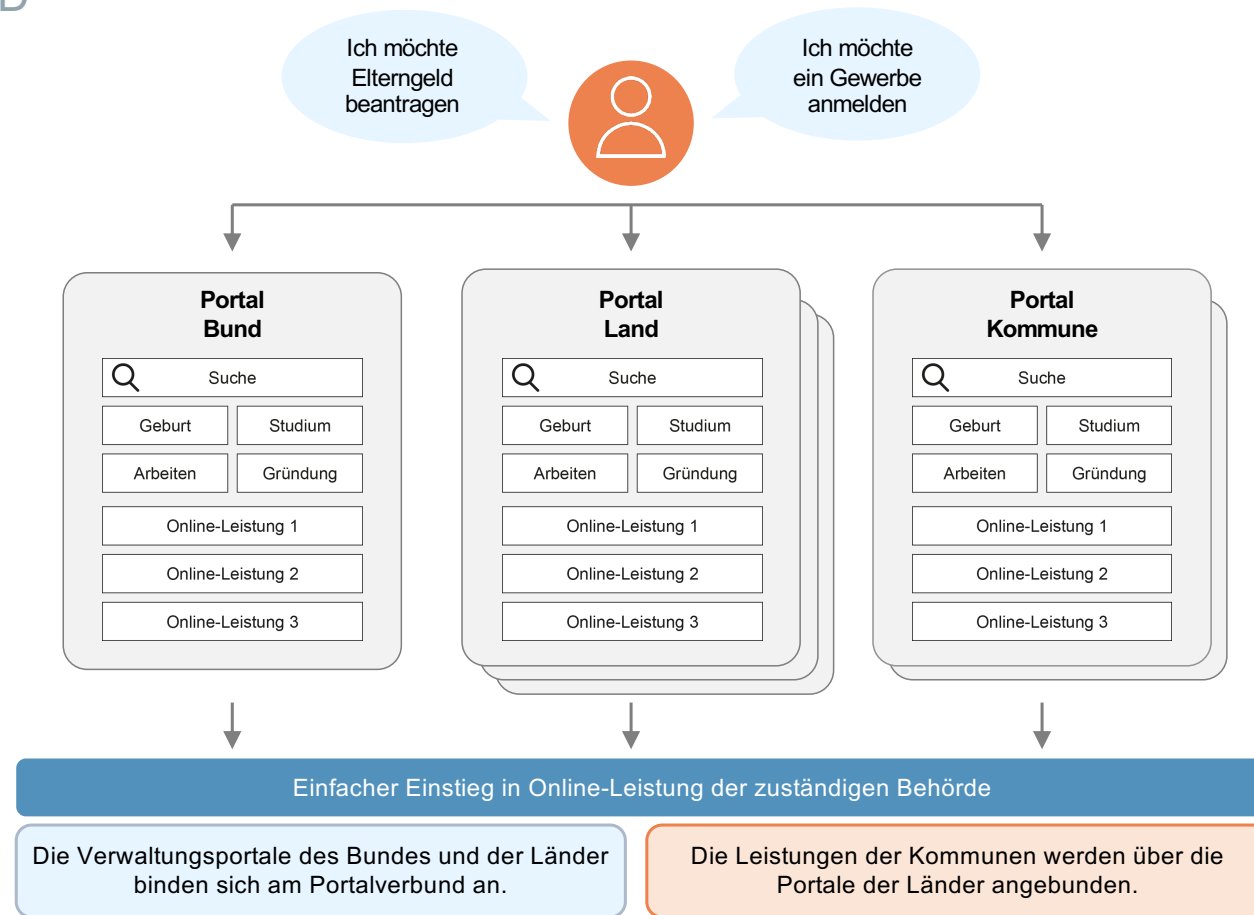 D
Ich möchte
Elterngeld
beantragen
Ich möchte
ein Gewerbe
anmelden
Portal
Bund
Suche
Geburt
Studium
Arbeiten
Gründung
Online-Leistung 1
Online-Leistung 2
Online-Leistung 3
Portal
Land
Suche
Geburt
Studium
Arbeiten
Gründung
Online-Leistung 1
Online-Leistung 2
Online-Leistung 3
Portal
Kommune
Suche
Geburt
Studium
Arbeiten
Gründung
Online-Leistung 1
Online-Leistung 2
Online-Leistung 3
Einfacher Einstieg in Online-Leistung der zuständigen Behörde
Die Verwaltungsportale des Bundes und der Länder
binden sich am Portalverbund an.
Die Leistungen der Kommunen werden über die
Portale der Länder angebunden.